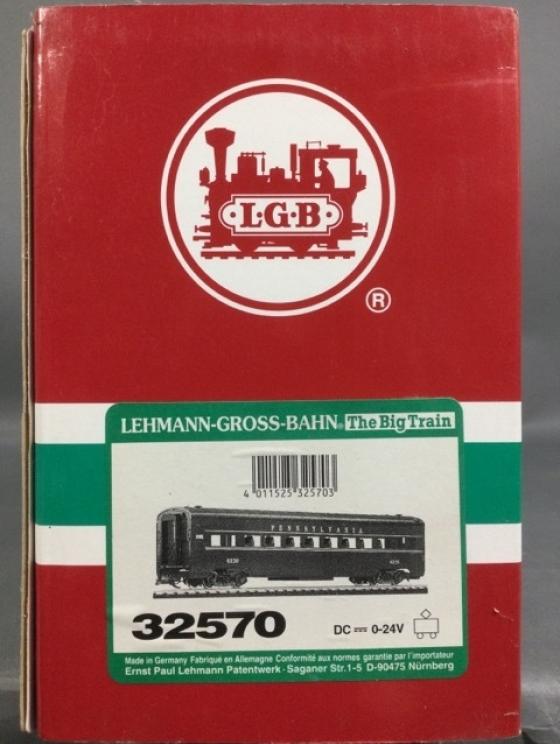 L·G·B
®
LEHMANN-GROSS-BAHN® The Big Train
4 011525 325703
PENNSYLVANIA
32570
DC 0-24V
Made in Germany Fabriqué en Allemagne Conformité aux normes garantie par l'importateur
Ernst Paul Lehmann Patentwerk · Saganer Str.1-5 D-90475 Nürnberg